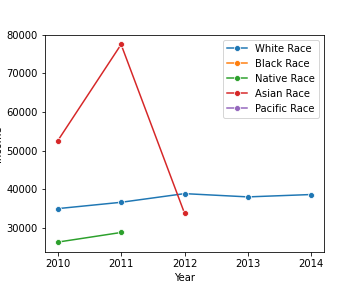 80000
70000
60000
50000
40000
30000
White Race
Black Race
Native Race
Asian Race
Pacific Race
2010 2011 2012 2013 2014
Year